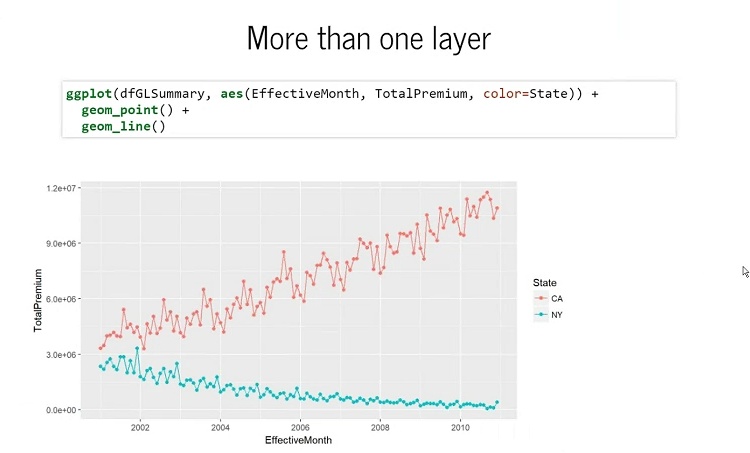 More than one layer
ggplot(dfGLSummary, aes(EffectiveMonth, TotalPremium, color=State)) +
geom_point() +
geom_line()
1.2e+07
9.0e+06
6.0e+06
3.0e+06
0.0e+00
TotalPremium
2002 2004 2006 2008 2010
EffectiveMonth
State
CA
NY